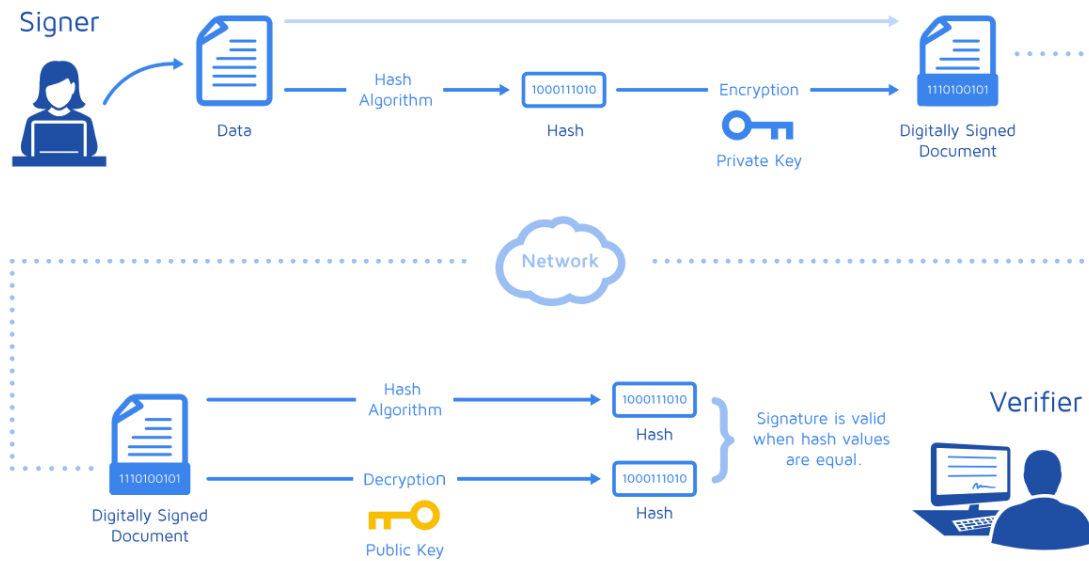 Signer
Hash
Algorithm
1000111010
Encryption
1110100101
Data
Hash
Private Key
Digitally Signed
Document
Network
Hash
Algorithm
1000111010
Hash
Signature is valid
when hash values
are equal.
Verifier
1110100101
Decryption
1000111010
Hash
Digitally Signed
Document
Public Key